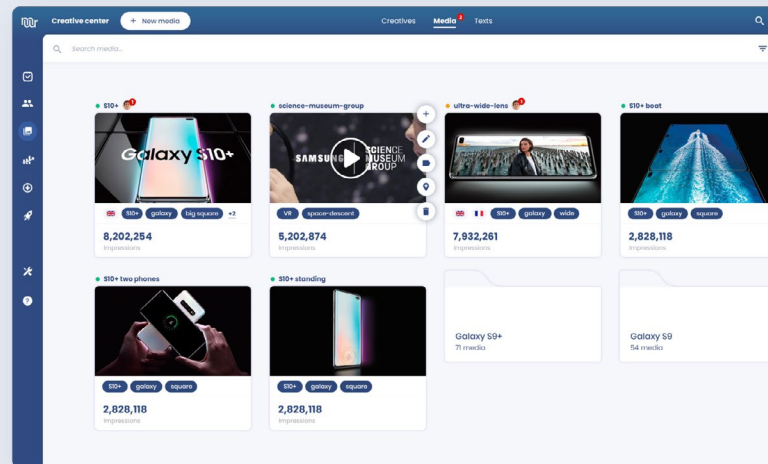 Creative center
+ New media
Creatives
Media 2
Texts
Search media...
S10+ 1
science-museum-group
ultra-wide-lens 1
S10+ boat
Galaxy S10+
SAMSUNG
SCIENCE
MUSEUM
GROUP
S10+ galaxy big square +2
VR space-descent
S10+ galaxy wide
S10+ galaxy square
8,202,254
Impressions
5,202,874
Impressions
7,932,261
Impressions
2,828,118
Impressions
S10+ two phones
S10+ standing
Galaxy S9+
71 media
Galaxy S9
54 media
S10+ galaxy square
S10+ galaxy square
2,828,118
Impressions
2,828,118
Impressions